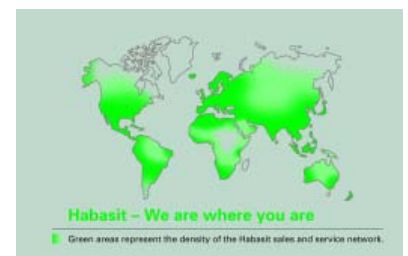 Habasit – We are where you are
Green areas represent the density of the Habasit sales and service network.